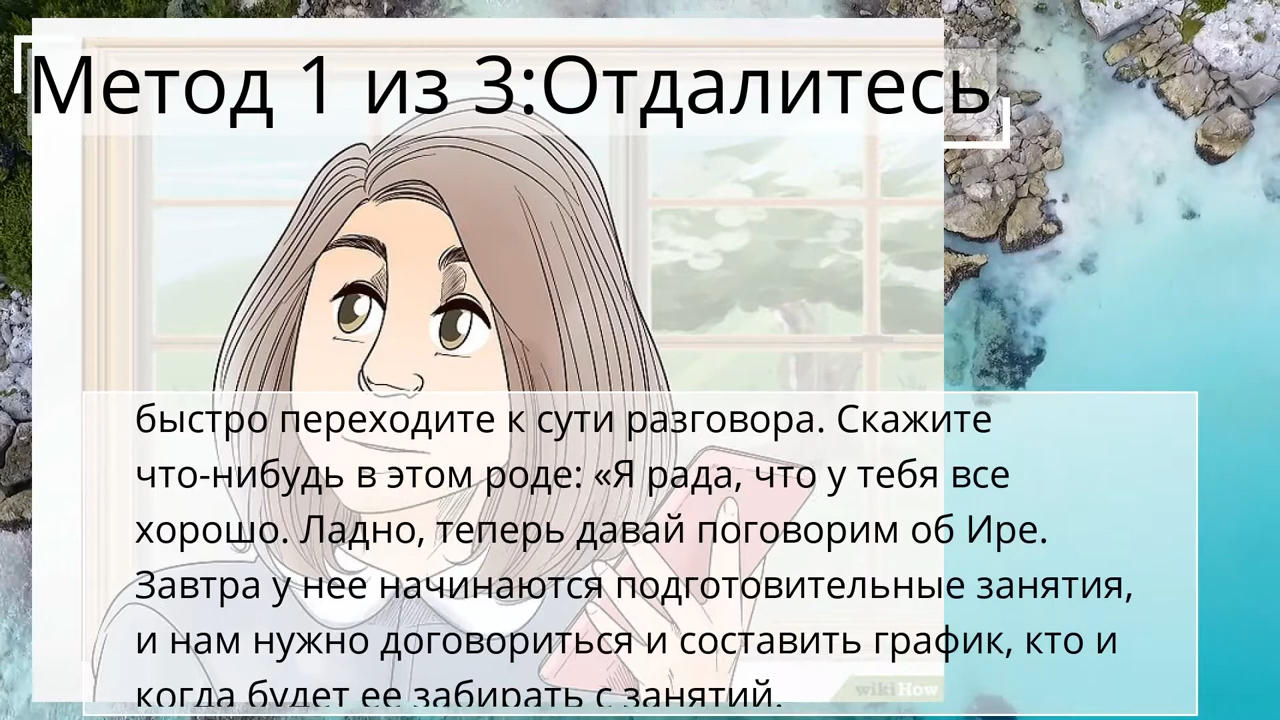 Метод 1 из 3:Отдалитесь
быстро переходите к сути разговора. Скажите
что-нибудь в этом роде: «Я рада, что у тебя все
хорошо. Ладно, теперь давай поговорим об Ире.
Завтра у нее начинаются подготовительные занятия,
и нам нужно договориться и составить график, кто и
когда будет ее забирать с занятий.
wikiHow